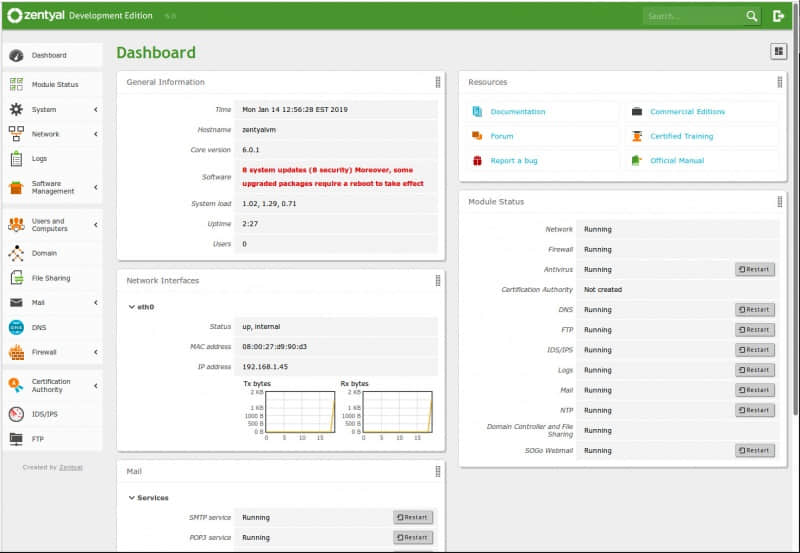 zentyal Development Edition 6.0
Search...
Dashboard
Module Status
System
Network
Logs
Software
Management
Users and
Computers
Domain
File Sharing
Mail
DNS
Firewall
Certification
Authority
IDS/IPS
FTP
Created by Zentyal
Dashboard
General Information
Time Mon Jan 14 12:56:28 EST 2019
Hostname zentyalvm
Core version 6.0.1
Software 8 system updates (8 security) Moreover, some
upgraded packages require a reboot to take effect
System load 1.02, 1.29, 0.71
Uptime 2:27
Users 0
Network Interfaces
eth0
Status up, internal
MAC address 08:00:27:d9:90:d3
IP address 192.168.1.45
Tx bytes Rx bytes
2 KB 2 KB
1 KB 1 KB
1000 B 1000 B
500 B 500 B
0 B 0 B
0 5 10 15 0 5 10 15
Mail
Services
SMTP service Running Restart
POP3 service Running Restart
Resources
Documentation Commercial Editions
Forum Certified Training
Report a bug Official Manual
Module Status
Network Running
Firewall Running
Antivirus Running Restart
Certification Authority Not created
DNS Running Restart
FTP Running Restart
IDS/IPS Running Restart
Logs Running Restart
Mail Running Restart
NTP Running Restart
Domain Controller and File
Sharing Running
SOGo Webmail Running Restart